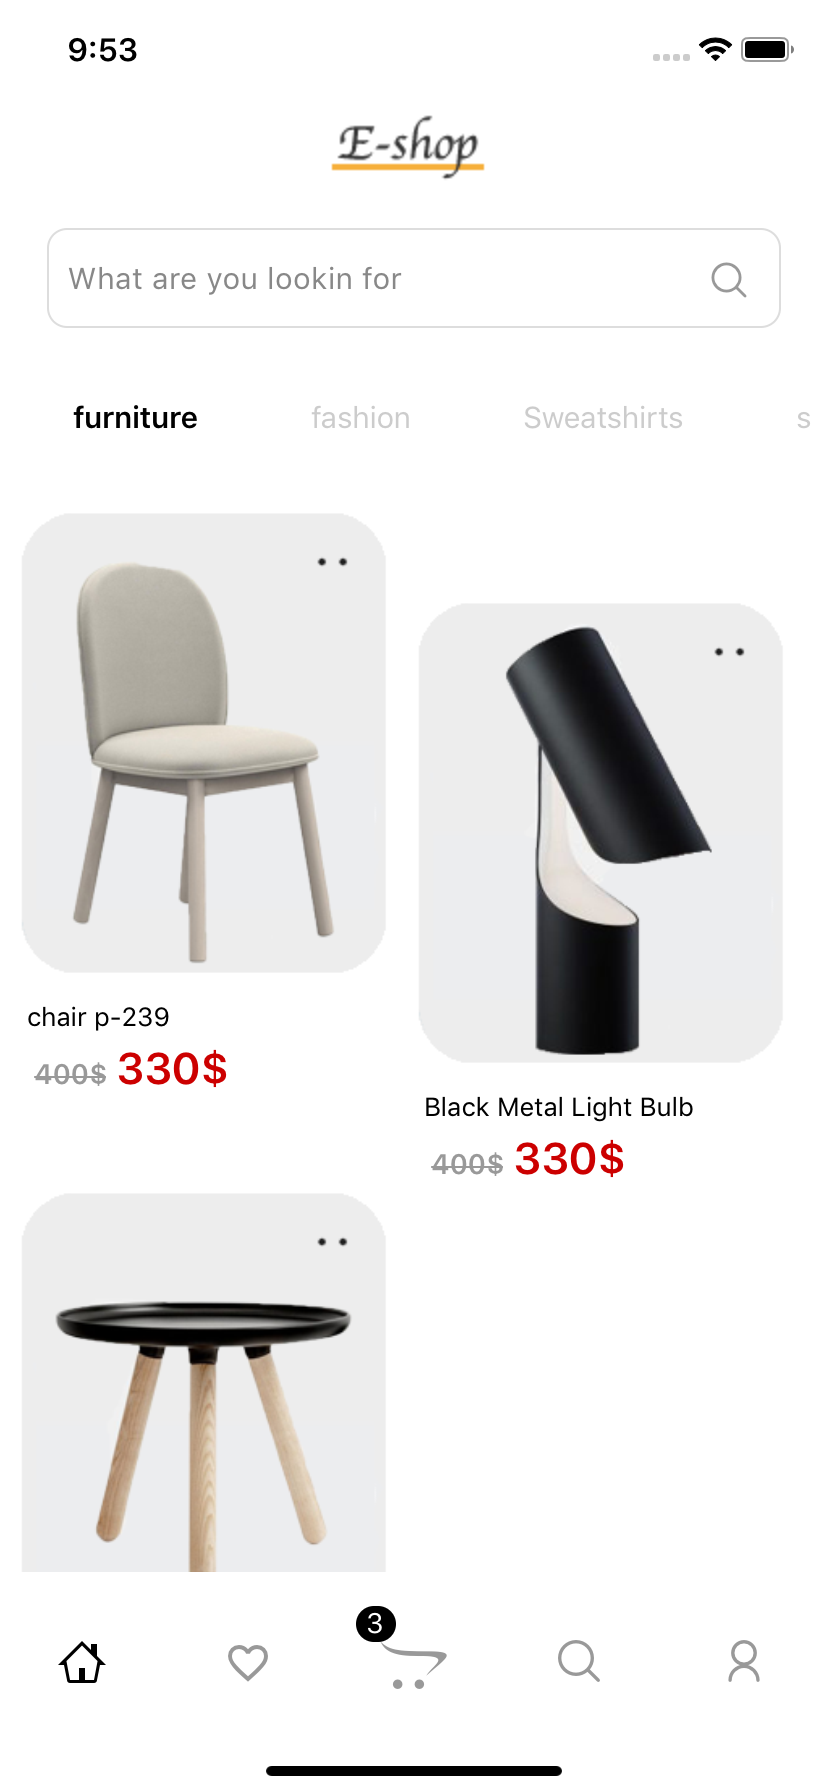 9:53
E-shop
What are you lookin for
furniture fashion Sweatshirts s
chair p-239
400$ 330$
Black Metal Light Bulb
400$ 330$
3